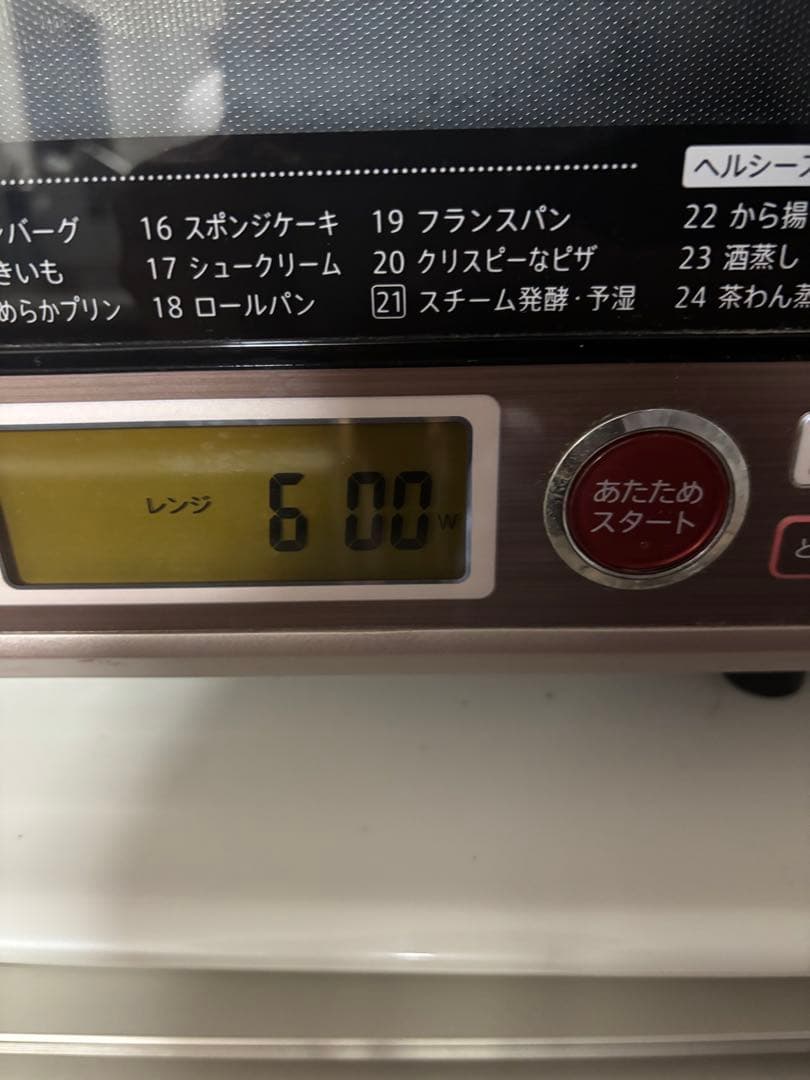 ヘルシー
バーグ 16 スポンジケーキ 19 フランスパン 22 から揚
きいも 17 シュークリーム 20 クリスピーなピザ 23 酒蒸し
めらかプリン 18 ロールパン 21 スチーム発酵・予湿 24 茶わん蒸
レンジ 600W
あたため
スタート
と